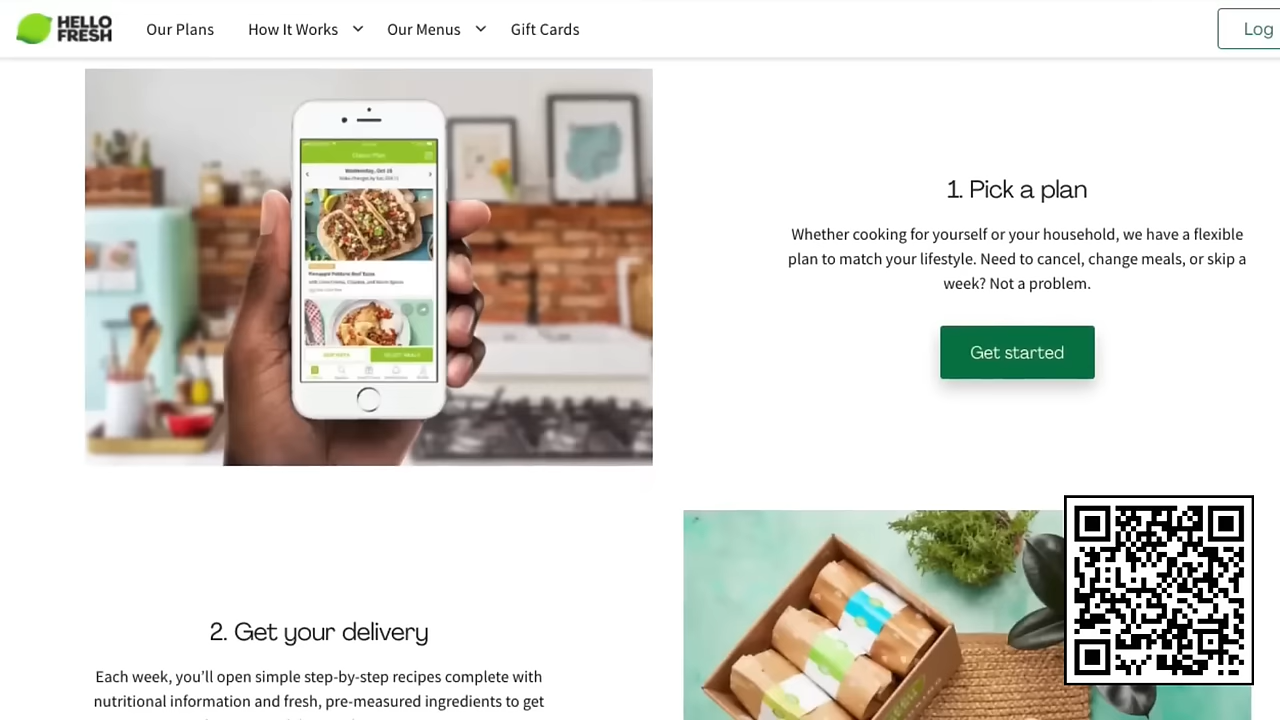 HELLO FRESH
Our Plans
How It Works
Our Menus
Gift Cards
Log
1. Pick a plan
Whether cooking for yourself or your household, we have a flexible
plan to match your lifestyle. Need to cancel, change meals, or skip a
week? Not a problem.
Get started
2. Get your delivery
Each week, you’ll open simple step-by-step recipes complete with
nutritional information and fresh, pre-measured ingredients to get